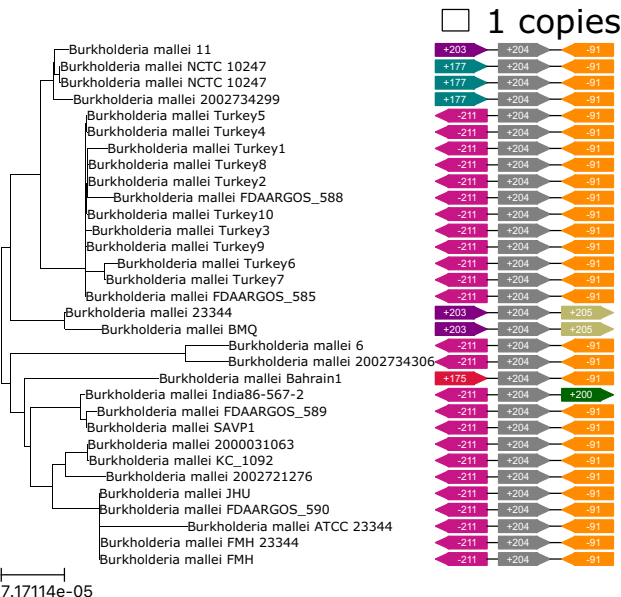 1 copies
Burkholderia mallei 11 +203 +204 -91
Burkholderia mallei NCTC 10247 +177 +204 -91
Burkholderia mallei NCTC 10247 +177 +204 -91
Burkholderia mallei 2002734299 +177 +204 -91
Burkholderia mallei Turkey5 -211 +204 -91
Burkholderia mallei Turkey4 -211 +204 -91
Burkholderia mallei Turkey1 -211 +204 -91
Burkholderia mallei Turkey8 -211 +204 -91
Burkholderia mallei Turkey2 -211 +204 -91
Burkholderia mallei FDAARGOS_588 -211 +204 -91
Burkholderia mallei Turkey10 -211 +204 -91
Burkholderia mallei Turkey3 -211 +204 -91
Burkholderia mallei Turkey9 -211 +204 -91
Burkholderia mallei Turkey6 -211 +204 -91
Burkholderia mallei Turkey7 -211 +204 -91
Burkholderia mallei FDAARGOS_585 -211 +204 -91
Burkholderia mallei 23344 +203 +204 +205
Burkholderia mallei BMQ +203 +204 +205
Burkholderia mallei 6 -211 +204 -91
Burkholderia mallei 2002734306 -211 +204 -91
Burkholderia mallei Bahrain1 +175 +204 -91
Burkholderia mallei India86-567-2 -211 +204 +200
Burkholderia mallei FDAARGOS_589 -211 +204 -91
Burkholderia mallei SAVP1 -211 +204 -91
Burkholderia mallei 2000031063 -211 +204 -91
Burkholderia mallei KC_1092 -211 +204 -91
Burkholderia mallei 2002721276 -211 +204 -91
Burkholderia mallei JHU -211 +204 -91
Burkholderia mallei FDAARGOS_590 -211 +204 -91
Burkholderia mallei ATCC 23344 -211 +204 -91
Burkholderia mallei FMH 23344 -211 +204 -91
Burkholderia mallei FMH -211 +204 -91
7.17114e-05